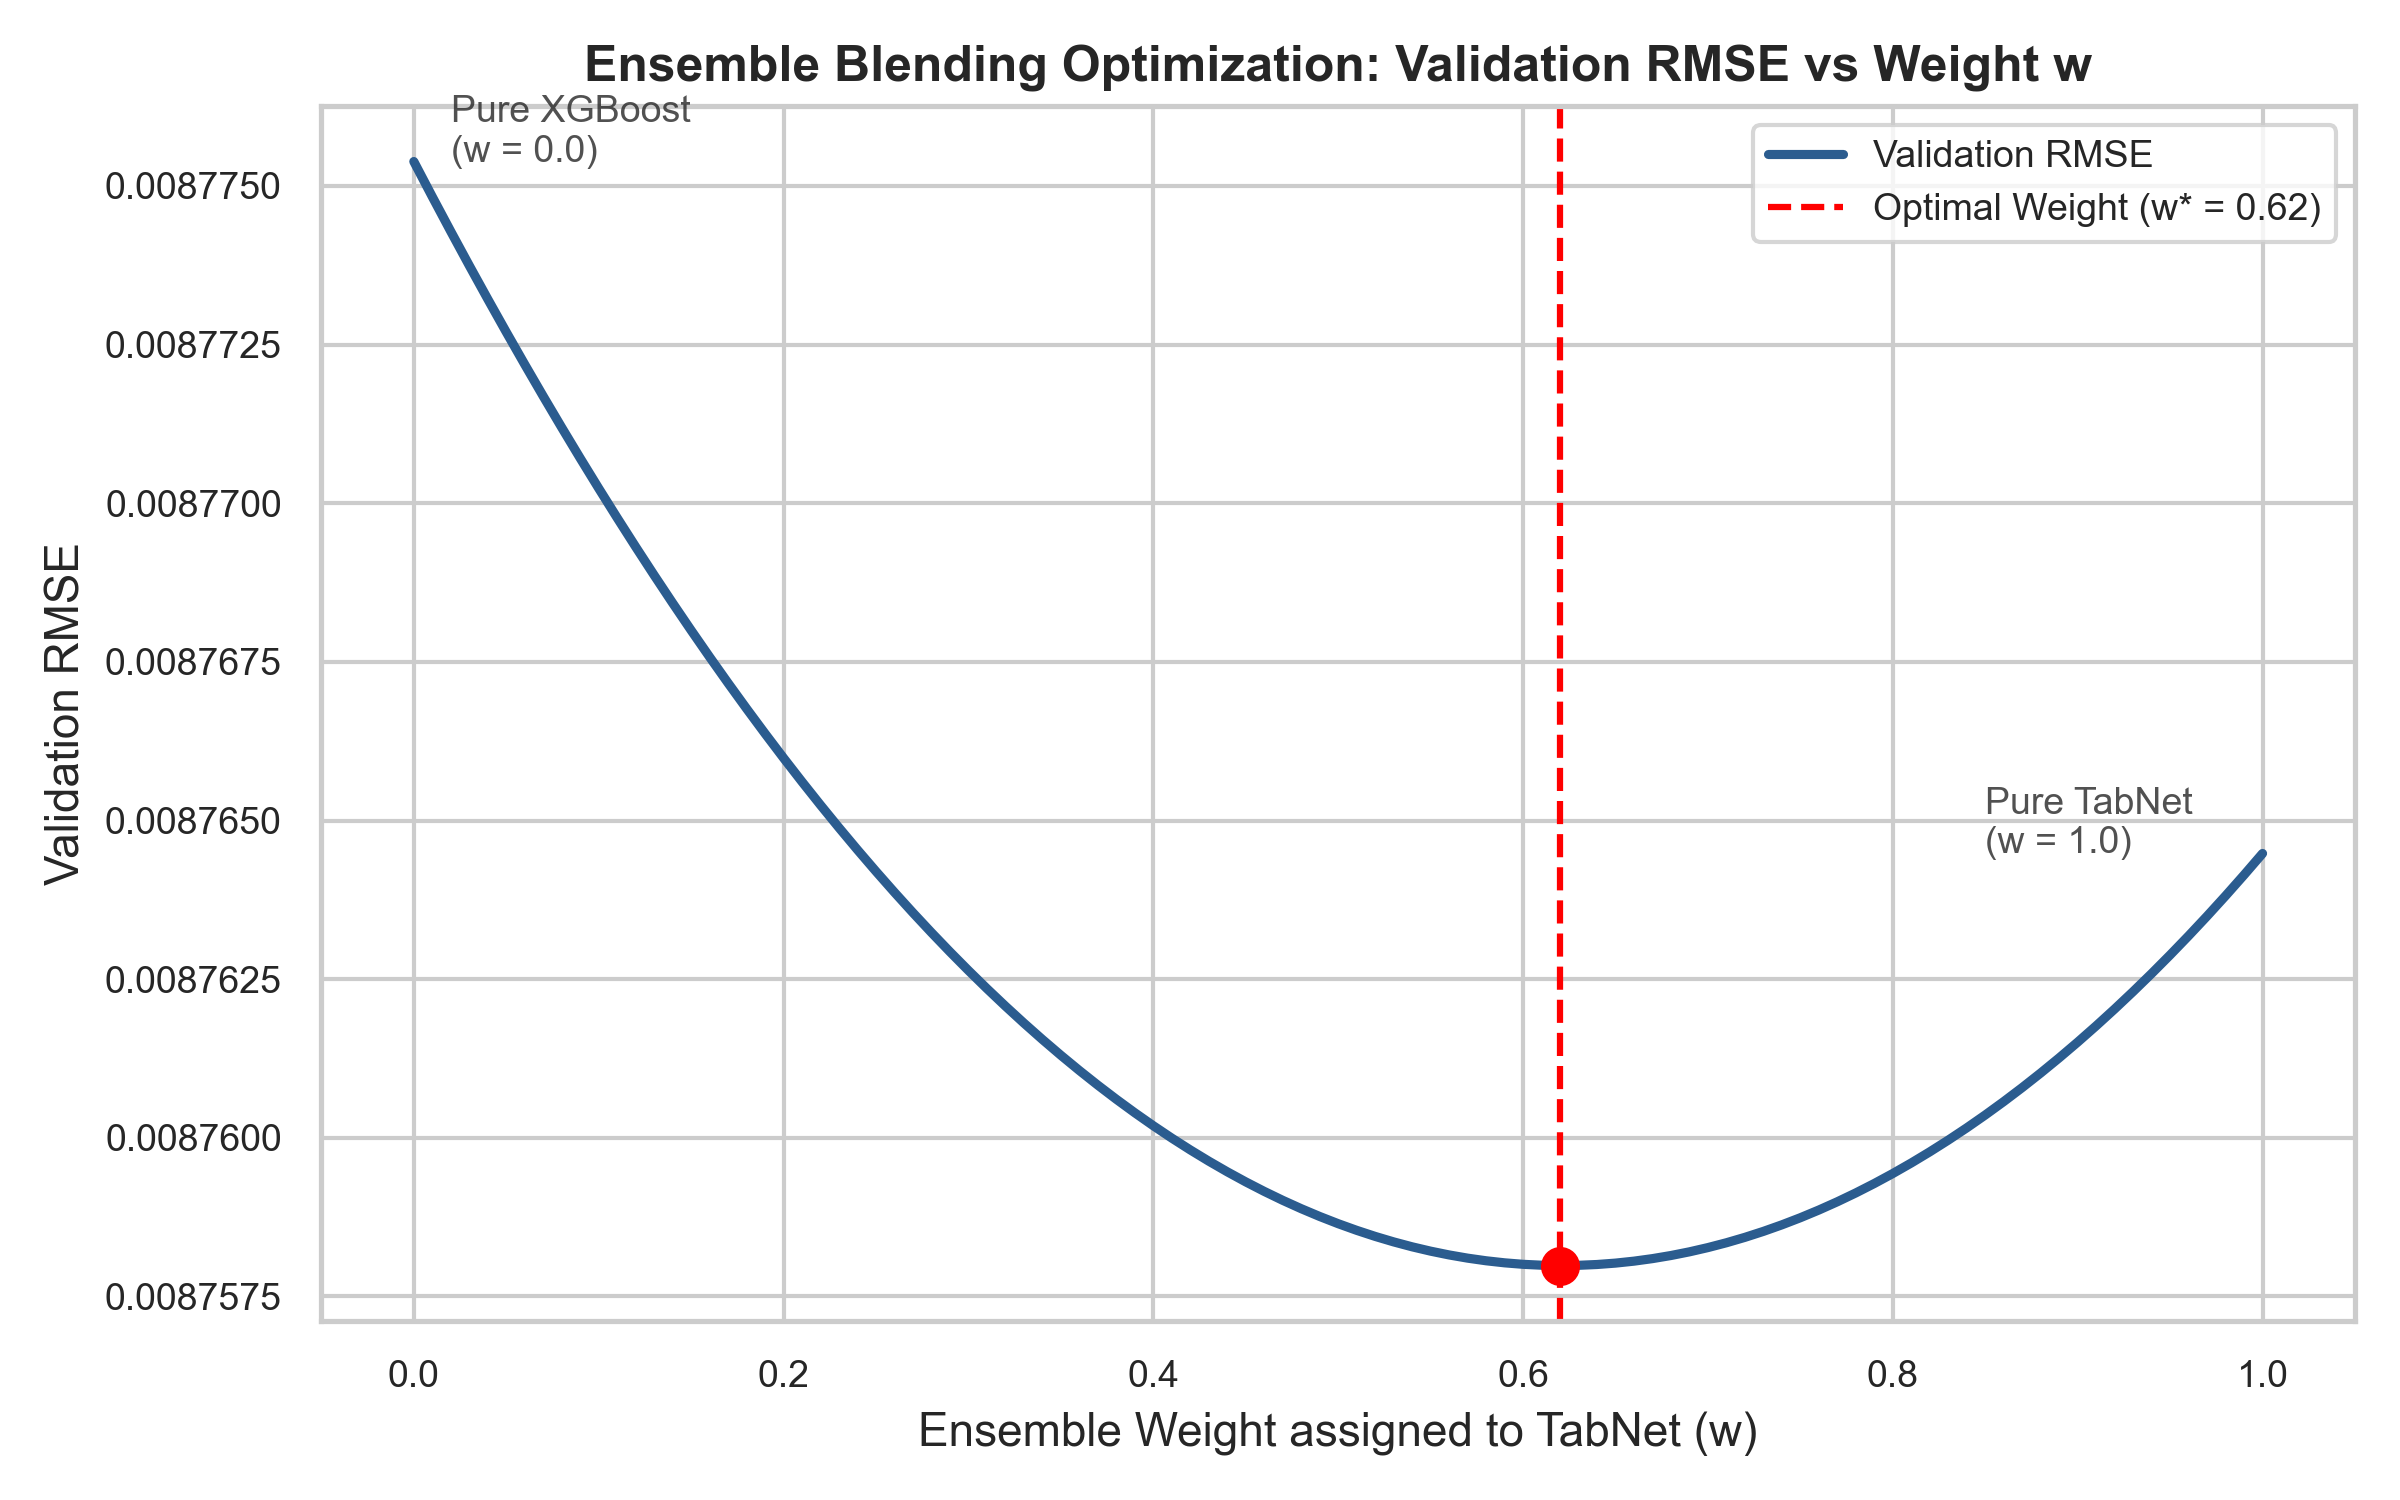 Ensemble Blending Optimization: Validation RMSE vs Weight w
Pure XGBoost
(w = 0.0)
Validation RMSE
Optimal Weight (w* = 0.62)
0.0087750
0.0087725
0.0087700
0.0087675
0.0087650
0.0087625
0.0087600
0.0087575
Validation RMSE
Pure TabNet
(w = 1.0)
0.0 0.2 0.4 0.6 0.8 1.0
Ensemble Weight assigned to TabNet (w)